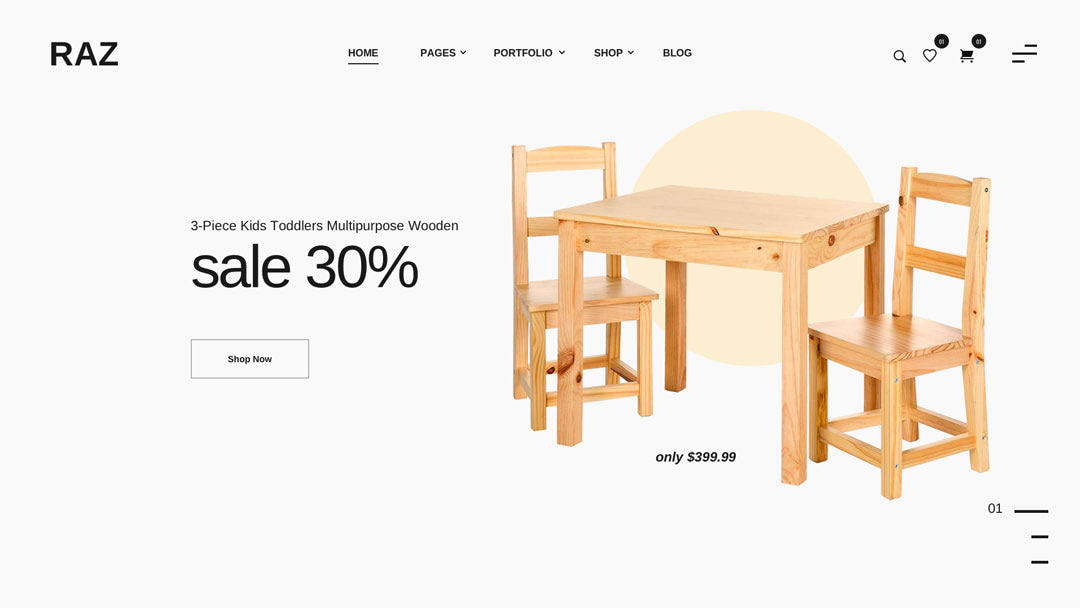 RAZ
HOME PAGES PORTFOLIO SHOP BLOG
01 01
3-Piece Kids Toddlers Multipurpose Wooden
sale 30%
Shop Now
only $399.99
01